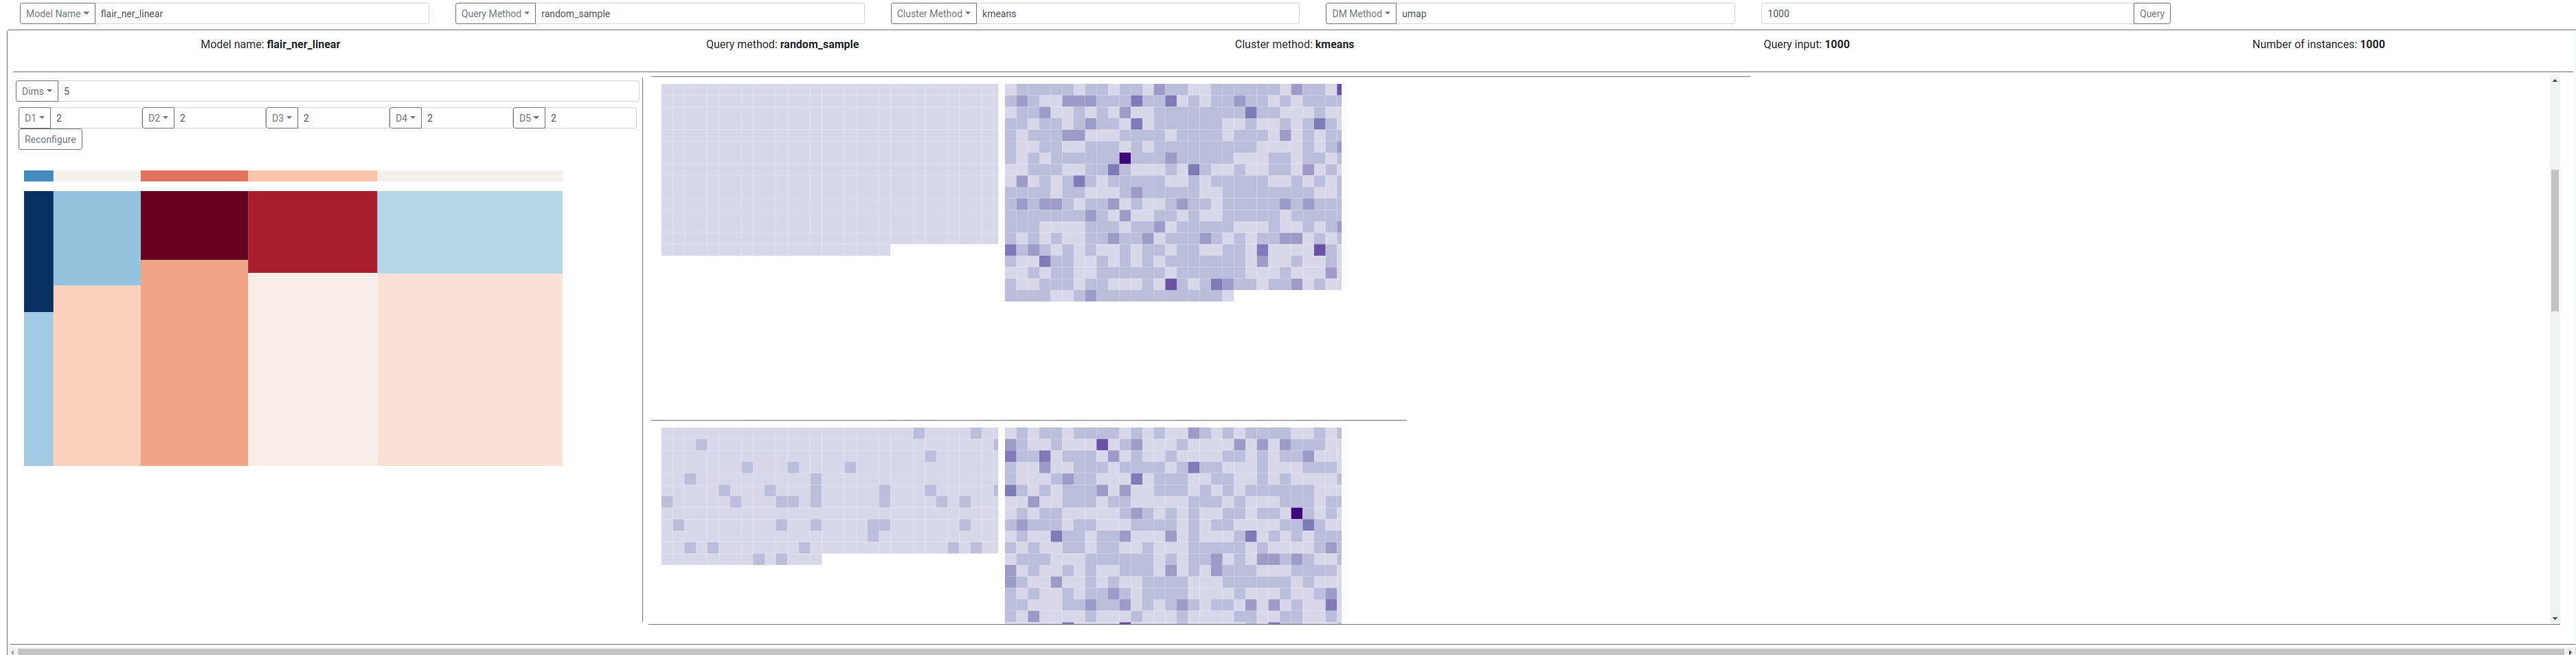 Model Name flair_ner_linear Query Method random_sample Cluster Method kmeans DM Method umap 1000 Query
Model name: flair_ner_linear Query method: random_sample Cluster method: kmeans Query input: 1000 Number of instances: 1000
Dims 5
D1 2 D2 2 D3 2 D4 2 D5 2
Reconfigure